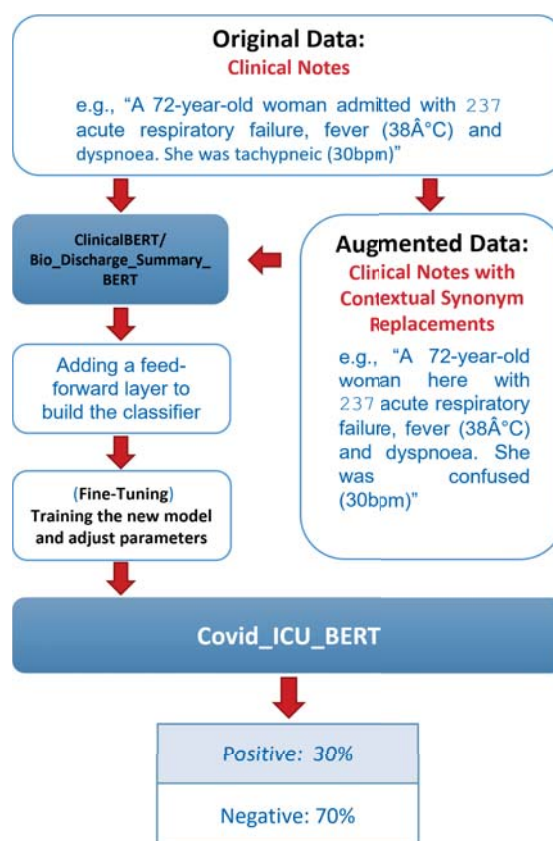 Original Data:
Clinical Notes
e.g., “A 72-year-old woman admitted with 237
acute respiratory failure, fever (38Â°C) and
dyspnoea. She was tachypneic (30bpm)”
ClinicalBERT/
Bio_Discharge_Summary_
BERT
Augmented Data:
Clinical Notes with
Contextual Synonym
Replacements
e.g., “A 72-year-old
woman here with
237 acute respiratory
failure, fever (38Â°C)
and dyspnoea. She
was confused
(30bpm)”
Adding a feed-
forward layer to
build the classifier
(Fine-Tuning)
Training the new model
and adjust parameters
Covid_ICU_BERT
Positive: 30%
Negative: 70%